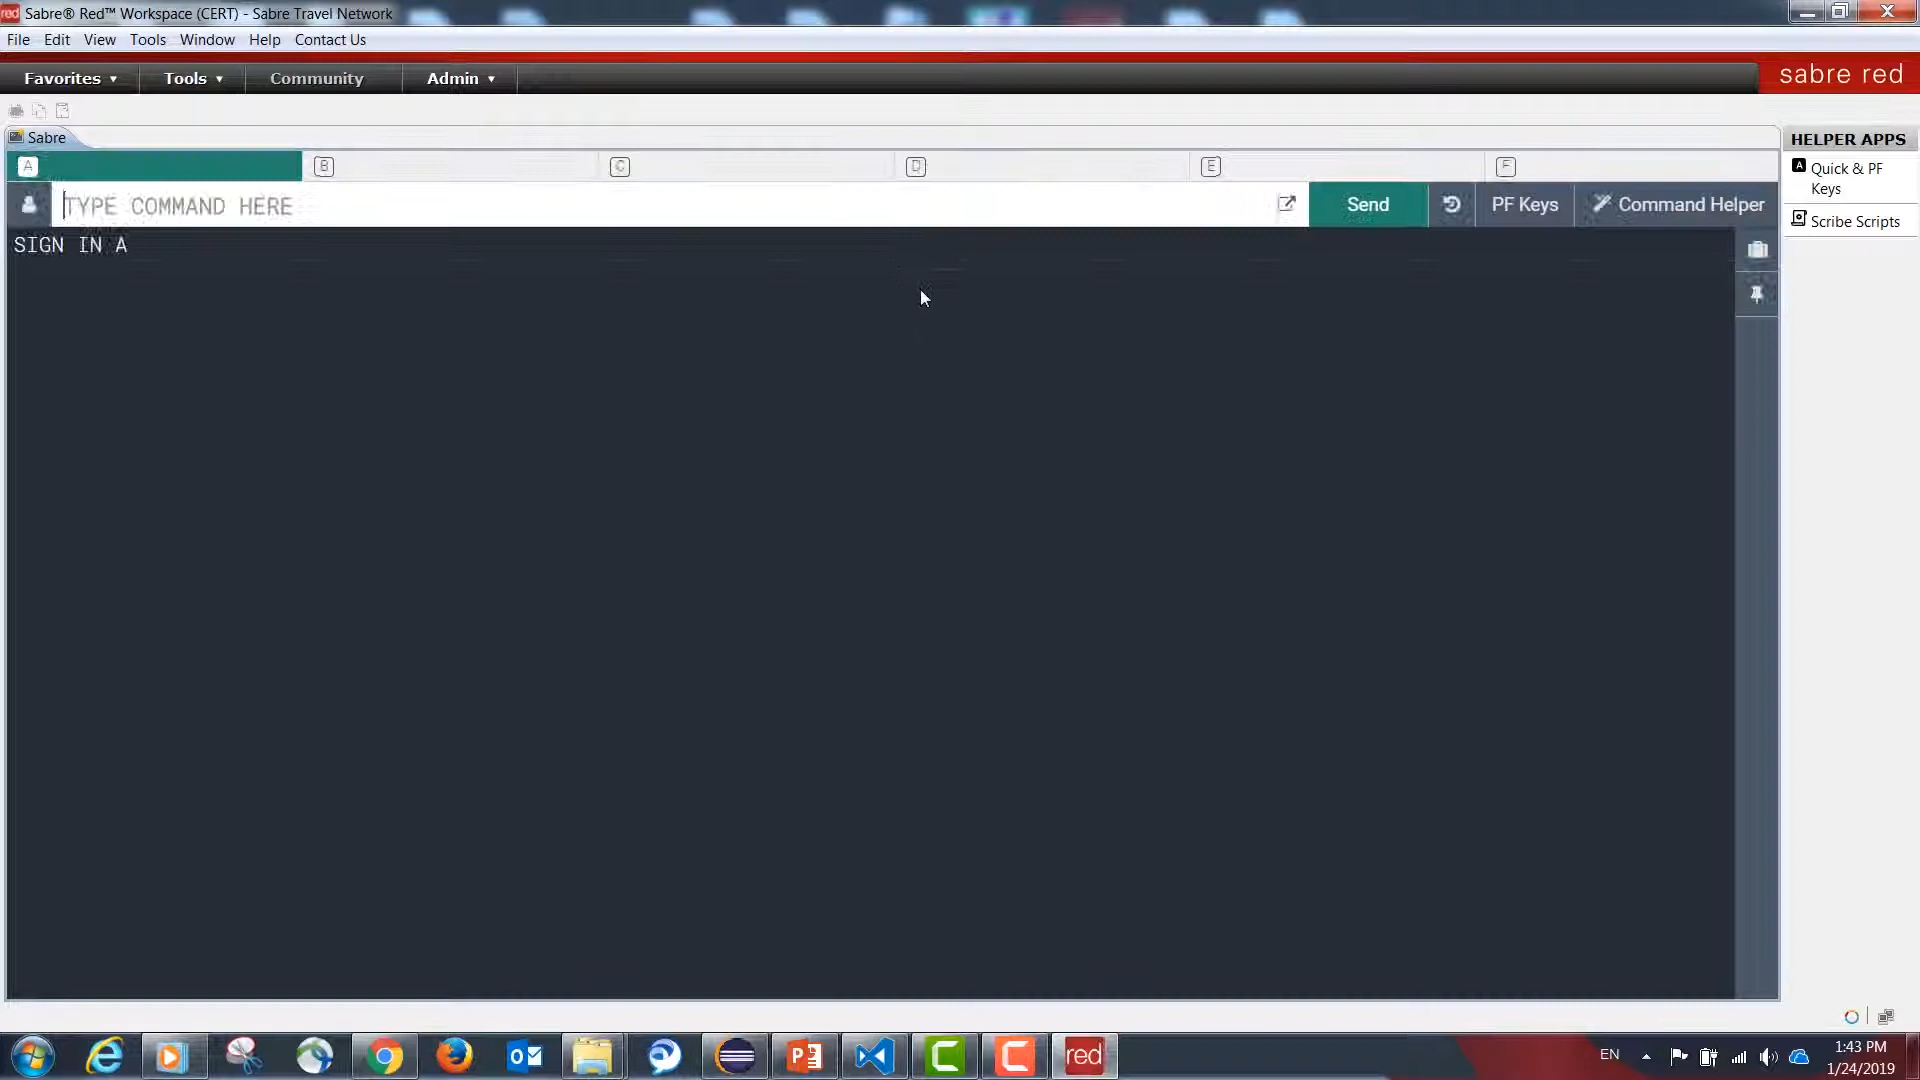 red Sabre® Red™ Workspace (CERT) - Sabre Travel Network
File Edit View Tools Window Help Contact Us
Favorites ▾ Tools ▾ Community Admin ▾ sabre red
Sabre
A B C D E F
TYPE COMMAND HERE Send PF Keys Command Helper
SIGN IN A
HELPER APPS
A Quick & PF
Keys
Scribe Scripts
red EN 1:43 PM
1/24/2019